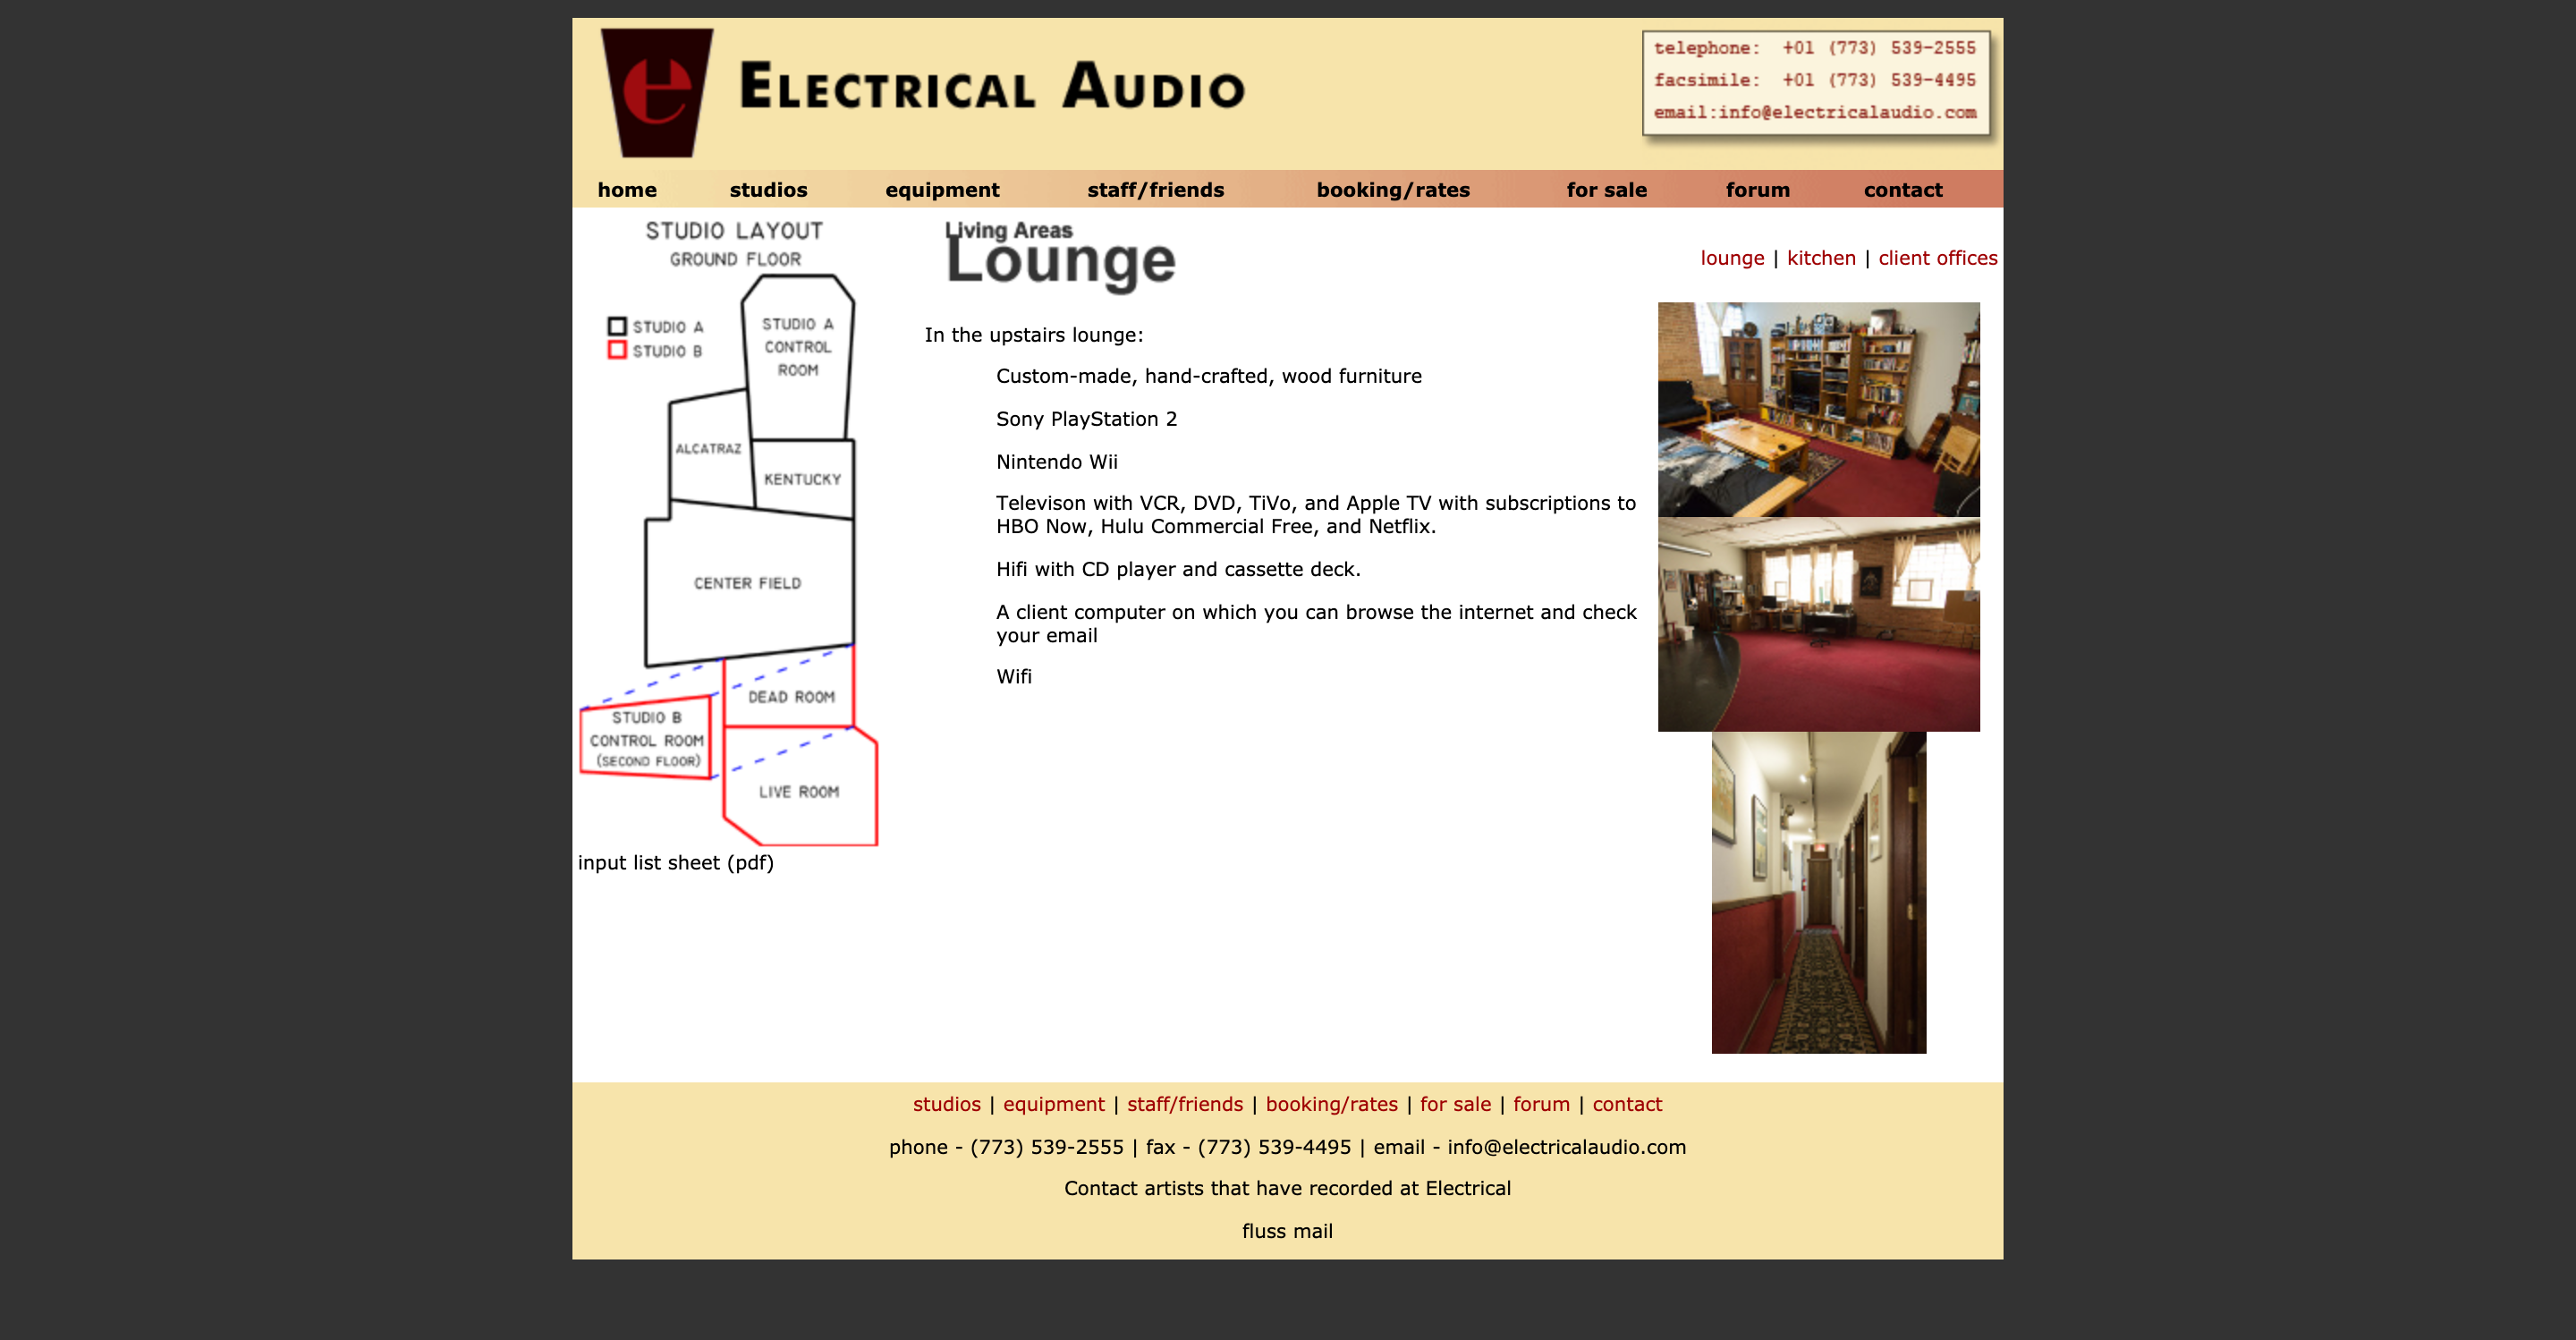 e ELECTRICAL AUDIO
telephone: +01 (773) 539-2555
facsimile: +01 (773) 539-4495
email:info@electricalaudio.com
home studios equipment staff/friends booking/rates for sale forum contact
STUDIO LAYOUT
GROUND FLOOR
STUDIO A
STUDIO B
STUDIO A
CONTROL
ROOM
ALCATRAZ
KENTUCKY
CENTER FIELD
DEAD ROOM
STUDIO B
CONTROL ROOM
(SECOND FLOOR)
LIVE ROOM
input list sheet (pdf)
Living Areas
Lounge
lounge | kitchen | client offices
In the upstairs lounge:
Custom-made, hand-crafted, wood furniture
Sony PlayStation 2
Nintendo Wii
Televison with VCR, DVD, TiVo, and Apple TV with subscriptions to
HBO Now, Hulu Commercial Free, and Netflix.
Hifi with CD player and cassette deck.
A client computer on which you can browse the internet and check
your email
Wifi
studios | equipment | staff/friends | booking/rates | for sale | forum | contact
phone - (773) 539-2555 | fax - (773) 539-4495 | email - info@electricalaudio.com
Contact artists that have recorded at Electrical
fluss mail